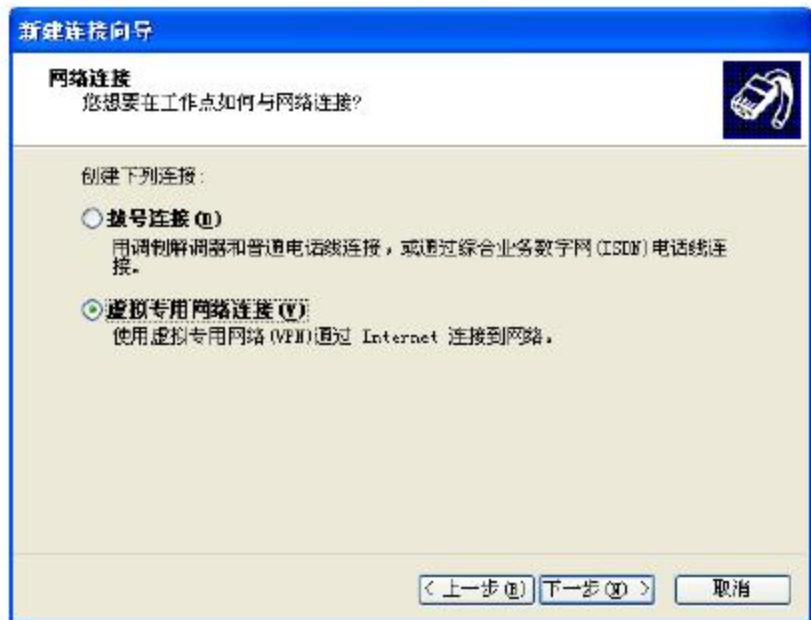 新建连接向导
网络连接
您想要在工作点如何与网络连接?
创建下列连接:
拨号连接(D)
用调制解调器和普通电话线连接，或通过综合业务数字网(ISDN)电话线连
接。
虚拟专用网络连接(V)
使用虚拟专用网络(VPN)通过 Internet 连接到网络。
< 上一步(B) 下一步(N) > 取消